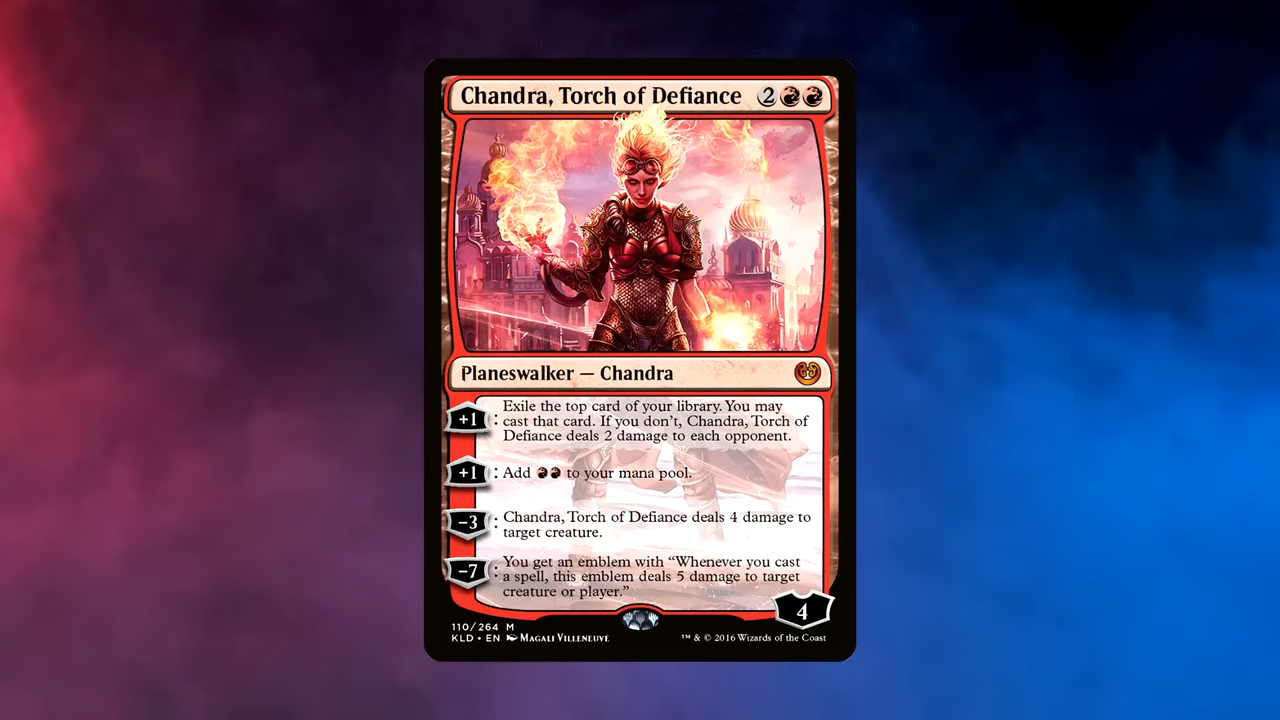 Chandra, Torch of Defiance 2
Planeswalker — Chandra
+1 : Exile the top card of your library. You may
cast that card. If you don't, Chandra, Torch of
Defiance deals 2 damage to each opponent.
+1 : Add to your mana pool.
−3 : Chandra, Torch of Defiance deals 4 damage to
target creature.
−7 : You get an emblem with “Whenever you cast
a spell, this emblem deals 5 damage to target
creature or player.”
4
110/264 M
KLD • EN MAGALI VILLENEUVE
™ & © 2016 Wizards of the Coast